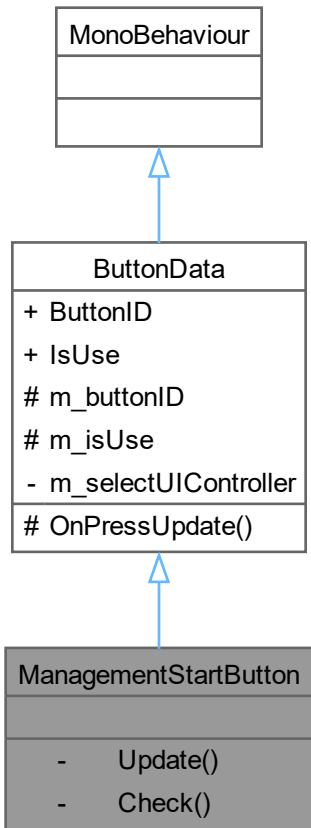 MonoBehaviour
ButtonData
+ ButtonID
+ IsUse
# m_buttonID
# m_isUse
- m_selectUIController
# OnPressUpdate()
ManagementStartButton
- Update()
- Check()